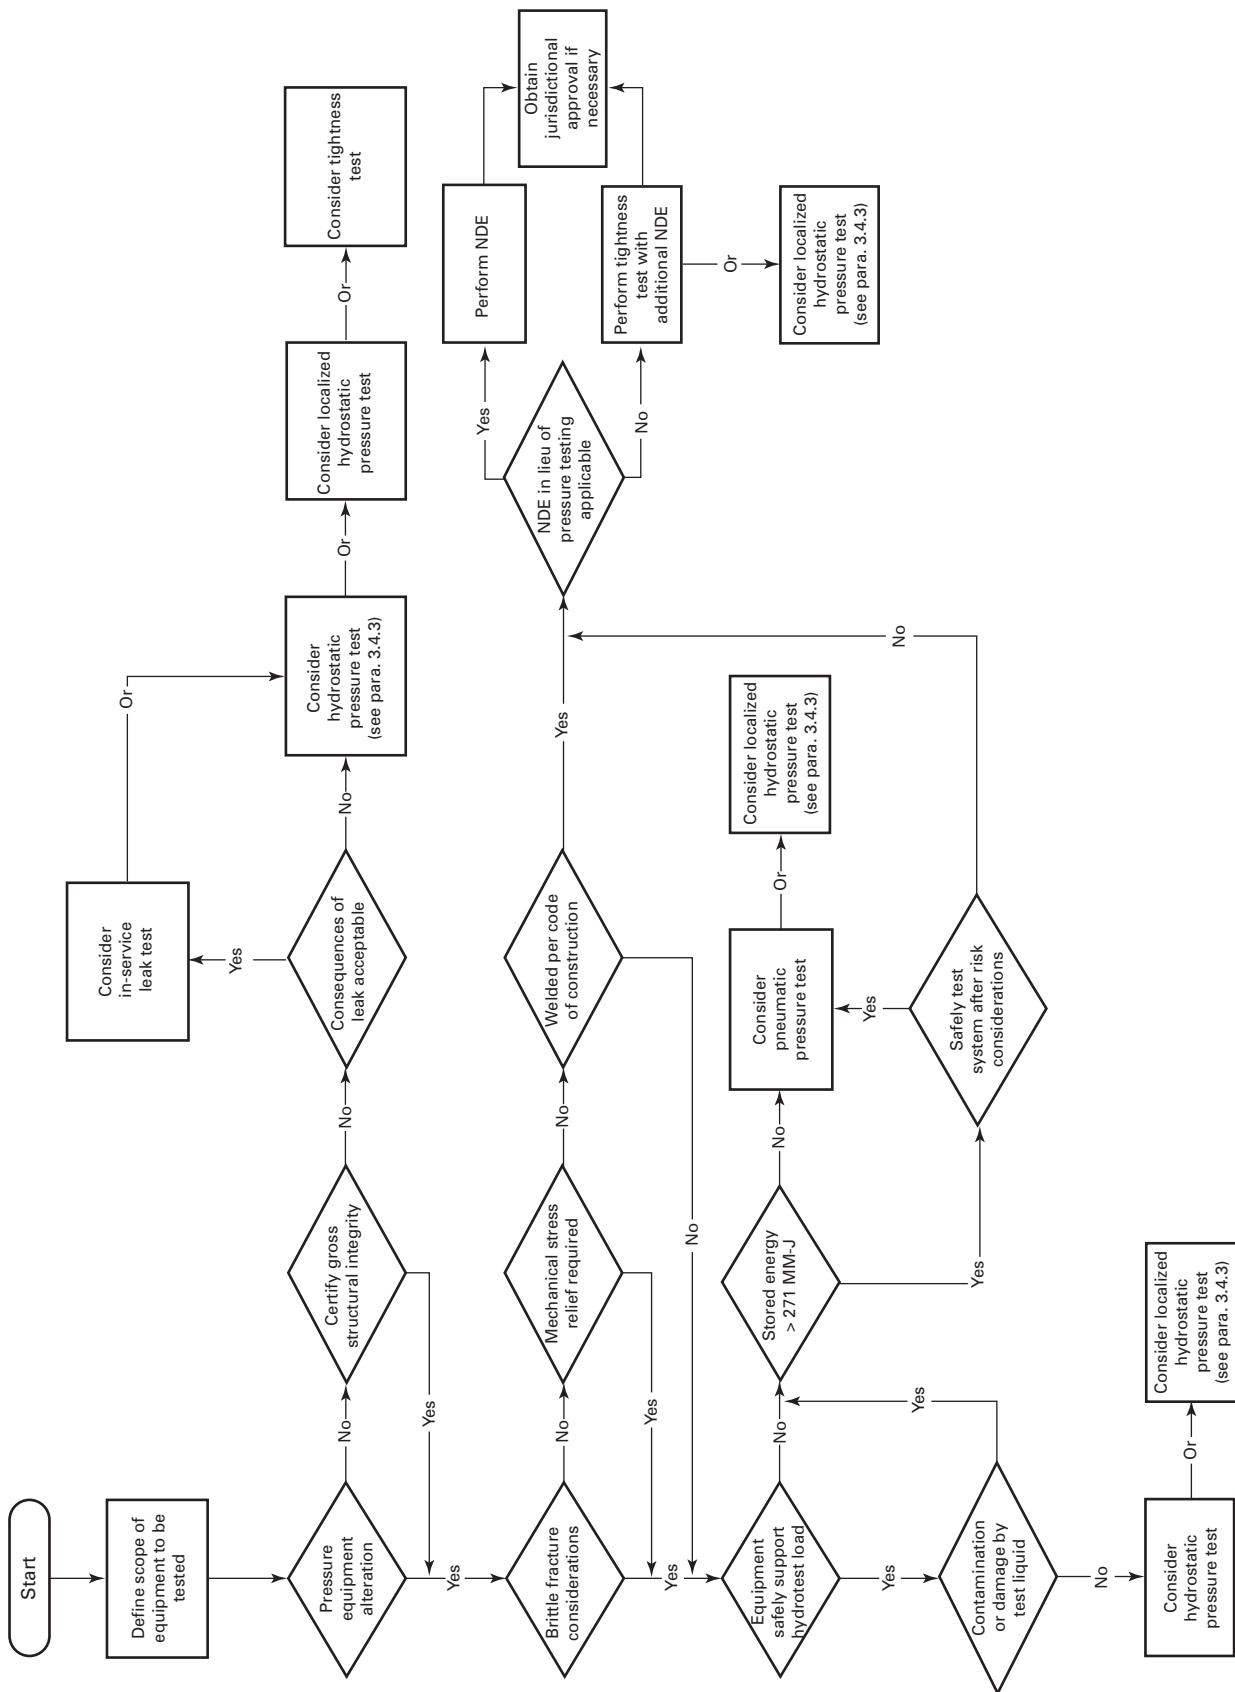 Start
Define scope of
equipment to be
tested
Pressure
equipment
alteration
No
Certify gross
structural integrity
No
Consequences of
leak acceptable
Yes
Consider
in-service
leak test
Or
No
Consider
hydrostatic
pressure test
(see para. 3.4.3)
Or
Consider localized
hydrostatic
pressure test
Or
Consider tightness
test
Yes
Yes
Brittle fracture
considerations
No
Mechanical stress
relief required
No
Welded per code
of construction
Yes
NDE in lieu of
pressure testing
applicable
Yes
Perform NDE
No
Perform tightness
test with
additional NDE
Obtain
jurisdictional
approval if
necessary
Or
Consider localized
hydrostatic
pressure test
(see para. 3.4.3)
Yes
Yes
No
Equipment
safely support
hydrotest load
No
Stored energy
> 271 MM-J
No
Consider
pneumatic
pressure test
Or
Consider localized
hydrostatic
pressure test
(see para. 3.4.3)
Yes
Safely test
system after risk
considerations
Yes
No
Yes
Contamination
or damage by
test liquid
Yes
No
Consider
hydrostatic
pressure test
Or
Consider localized
hydrostatic
pressure test
(see para. 3.4.3)